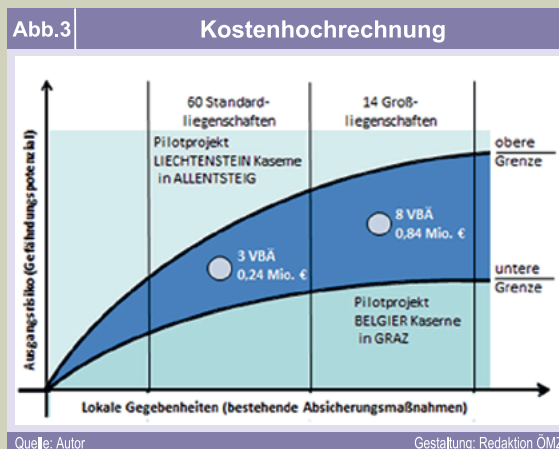 Abb.3
Kostenhochrechnung
60 Standard-
liegenschaften
14 Groß-
liegenschaften
Pilotprojekt
LIECHTENSTEIN Kaserne
in ALLENTSTEIG
obere
Grenze
8 VBÄ
0,84 Mio. €
3 VBÄ
0,24 Mio. €
untere
Grenze
Pilotprojekt
BELGIER Kaserne
in GRAZ
Ausgangsrisiko (Gefährdungspotenzial)
Lokale Gegebenheiten (bestehende Absicherungsmaßnahmen)
Quelle: Autor
Gestaltung: Redaktion ÖMZ